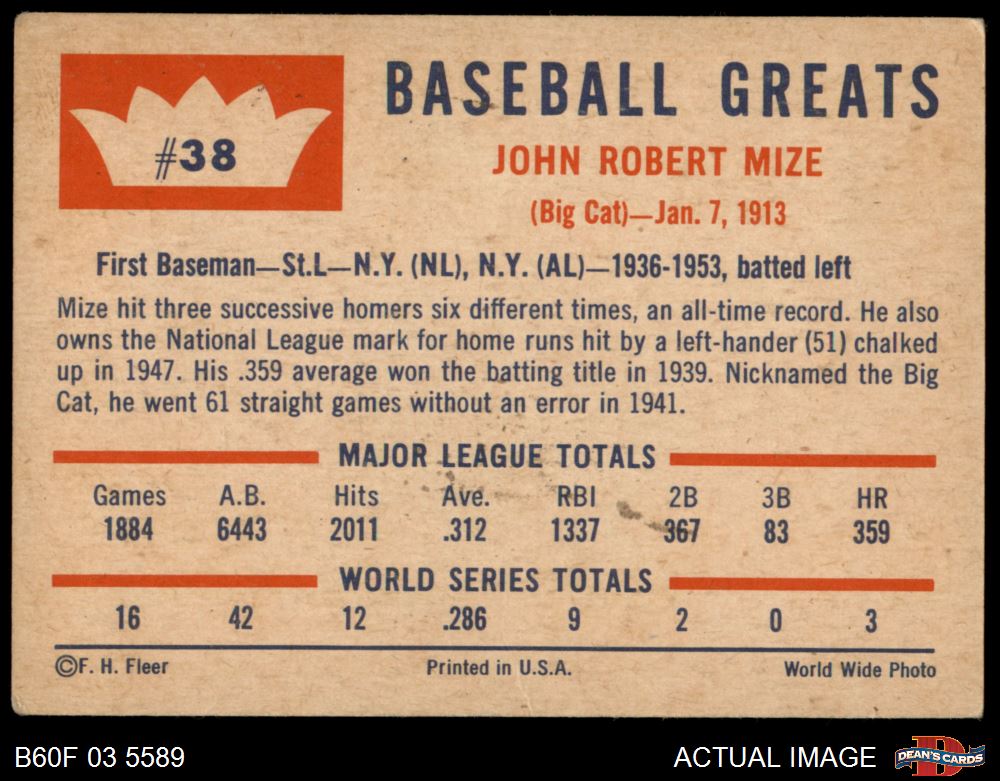 #38
BASEBALL GREATS
JOHN ROBERT MIZE
(Big Cat)—Jan. 7, 1913
First Baseman—St.L—N.Y. (NL), N.Y. (AL)—1936-1953, batted left
Mize hit three successive homers six different times, an all-time record. He also
owns the National League mark for home runs hit by a left-hander (51) chalked
up in 1947. His .359 average won the batting title in 1939. Nicknamed the Big
Cat, he went 61 straight games without an error in 1941.
MAJOR LEAGUE TOTALS
Games A.B. Hits Ave. RBI 2B 3B HR
1884 6443 2011 .312 1337 367 83 359
WORLD SERIES TOTALS
16 42 12 .286 9 2 0 3
©F. H. Fleer Printed in U.S.A. World Wide Photo
B60F 03 5589 ACTUAL IMAGE DEAN'S CARDS